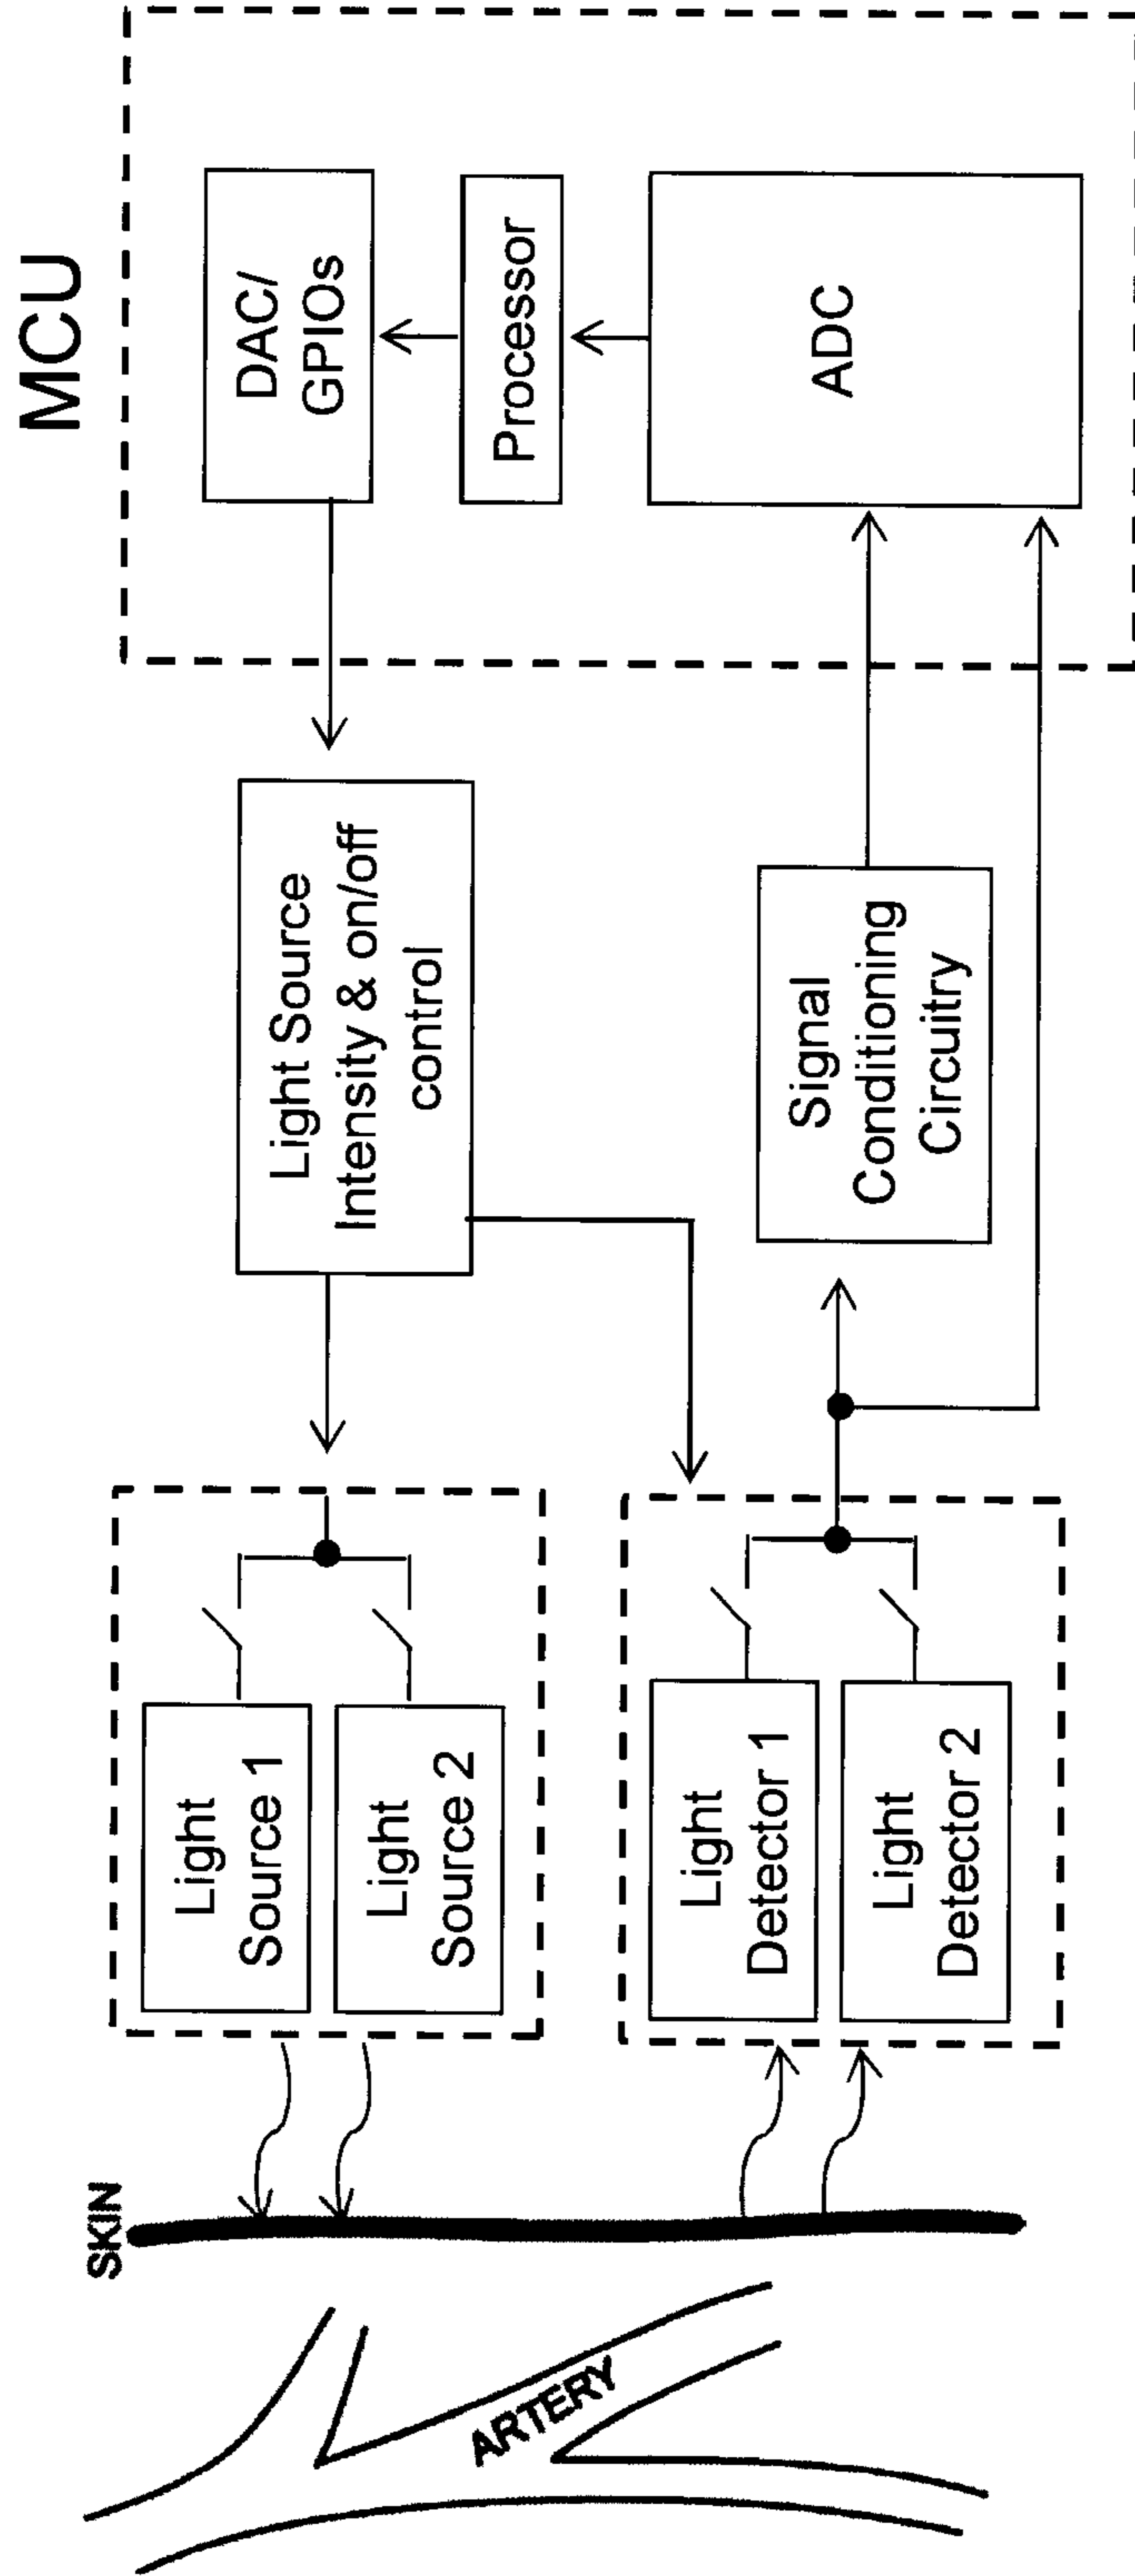 MCU
SKIN
Light
Source 1
Light
Source 2
Light Source
Intensity & on/off
control
DAC/
GPIOs
Processor
ADC
ARTERY
Light
Detector 1
Light
Detector 2
Signal
Conditioning
Circuitry